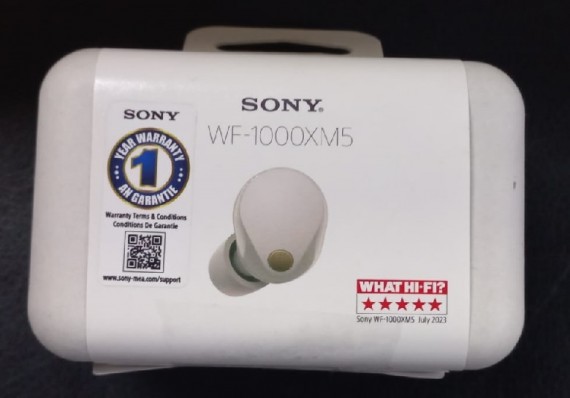 SONY
YEAR WARRANTY
1
AN GARANTIE
Warranty Terms & Conditions
Conditions De Garantie
www.sony-mea.com/support
SONY®
WF-1000XM5
WHAT HI-FI?
★★★★★
Sony WF-1000XM5 July 2023